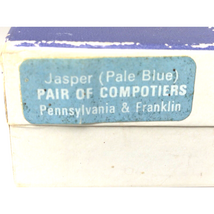 Jasper (Pale Blue)
PAIR OF COMPOTIERS
Pennsylvania & Franklin